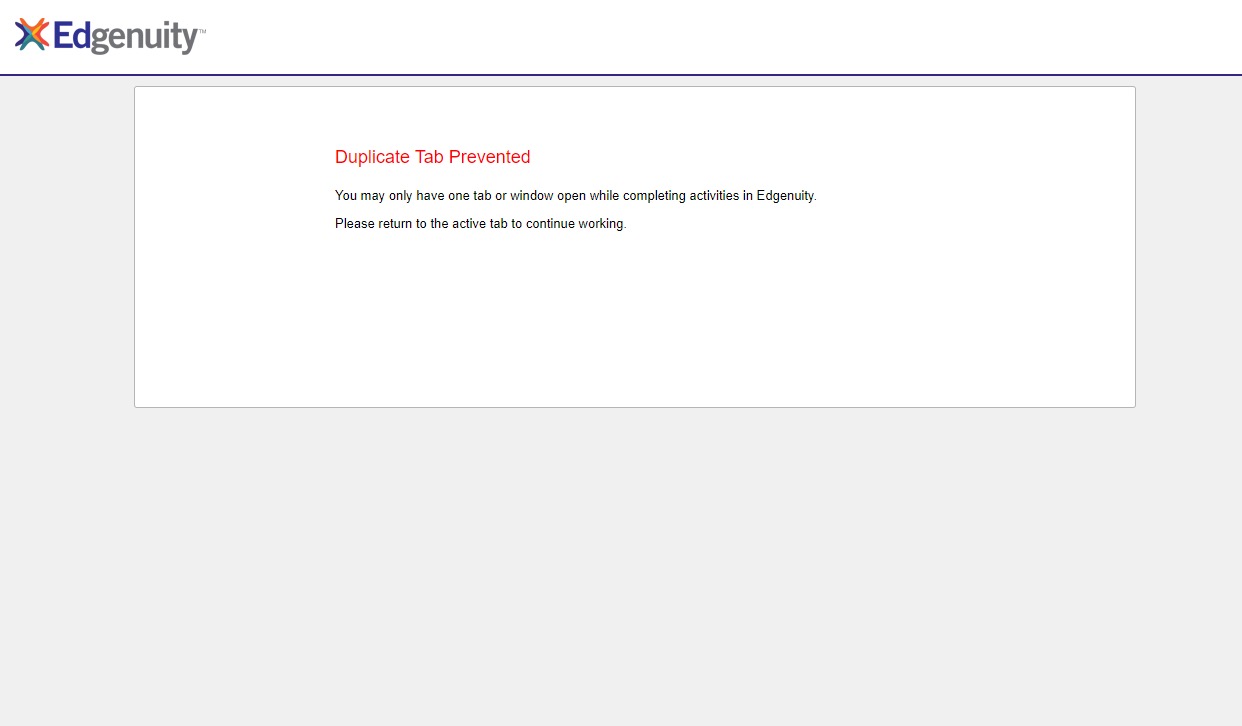 Edgenuity™
Duplicate Tab Prevented
You may only have one tab or window open while completing activities in Edgenuity.
Please return to the active tab to continue working.